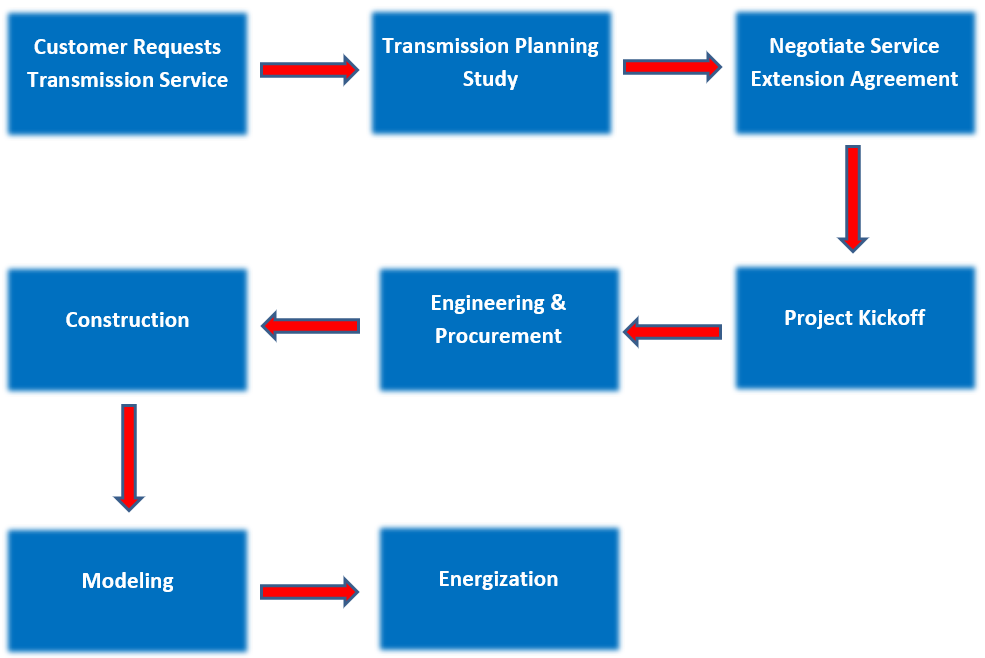 Customer Requests
Transmission Service
Transmission Planning
Study
Negotiate Service
Extension Agreement
Project Kickoff
Engineering &
Procurement
Construction
Modeling
Energization